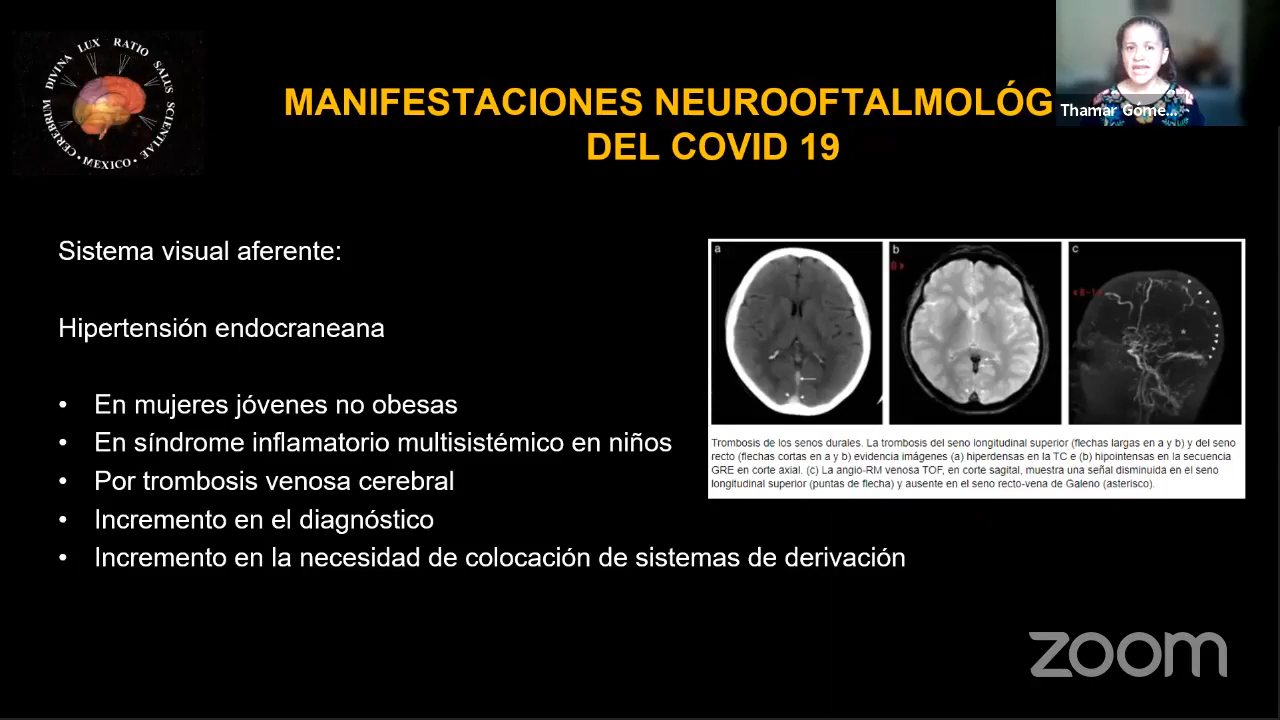 DIVINA LUX RATIO SALUS SCIENTIAE
CEREBRUM • MEXICO •
MANIFESTACIONES NEUROOFTALMOLÓG
DEL COVID 19
Thamar Góme...
Sistema visual aferente:
Hipertensión endocraneana
• En mujeres jóvenes no obesas
• En síndrome inflamatorio multisistémico en niños
• Por trombosis venosa cerebral
• Incremento en el diagnóstico
• Incremento en la necesidad de colocación de sistemas de derivación
a
b
c
Trombosis de los senos durales. La trombosis del seno longitudinal superior (flechas largas en a y b) y del seno
recto (flechas cortas en a y b) evidencia imágenes (a) hiperdensas en la TC e (b) hipointensas en la secuencia
GRE en corte axial. (c) La angio-RM venosa TOF, en corte sagital, muestra una señal disminuida en el seno
longitudinal superior (puntas de flecha) y ausente en el seno recto-vena de Galeno (asterisco).
zoom